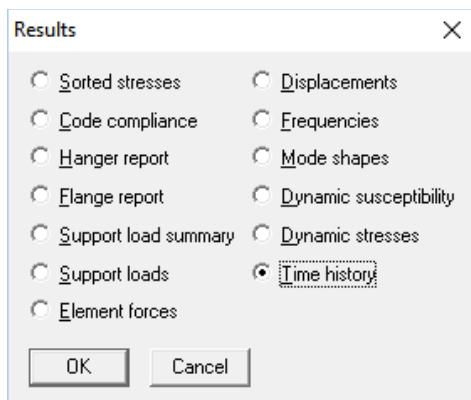 Results
Sorted stresses
Code compliance
Hanger report
Flange report
Support load summary
Support loads
Element forces
Displacements
Frequencies
Mode shapes
Dynamic susceptibility
Dynamic stresses
Time history
OK
Cancel